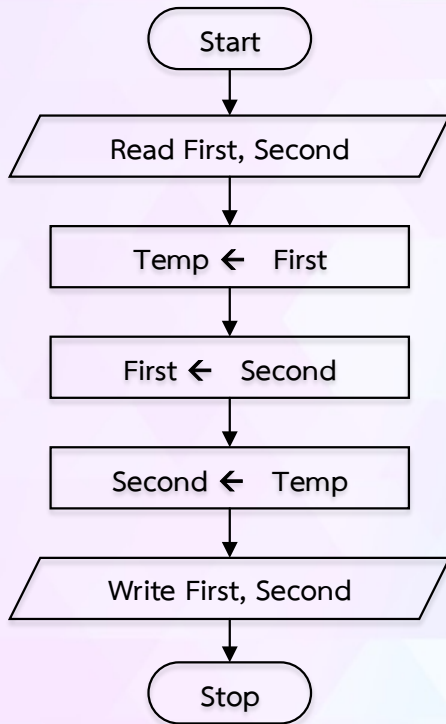 Start
Read First, Second
Temp ← First
First ← Second
Second ← Temp
Write First, Second
Stop